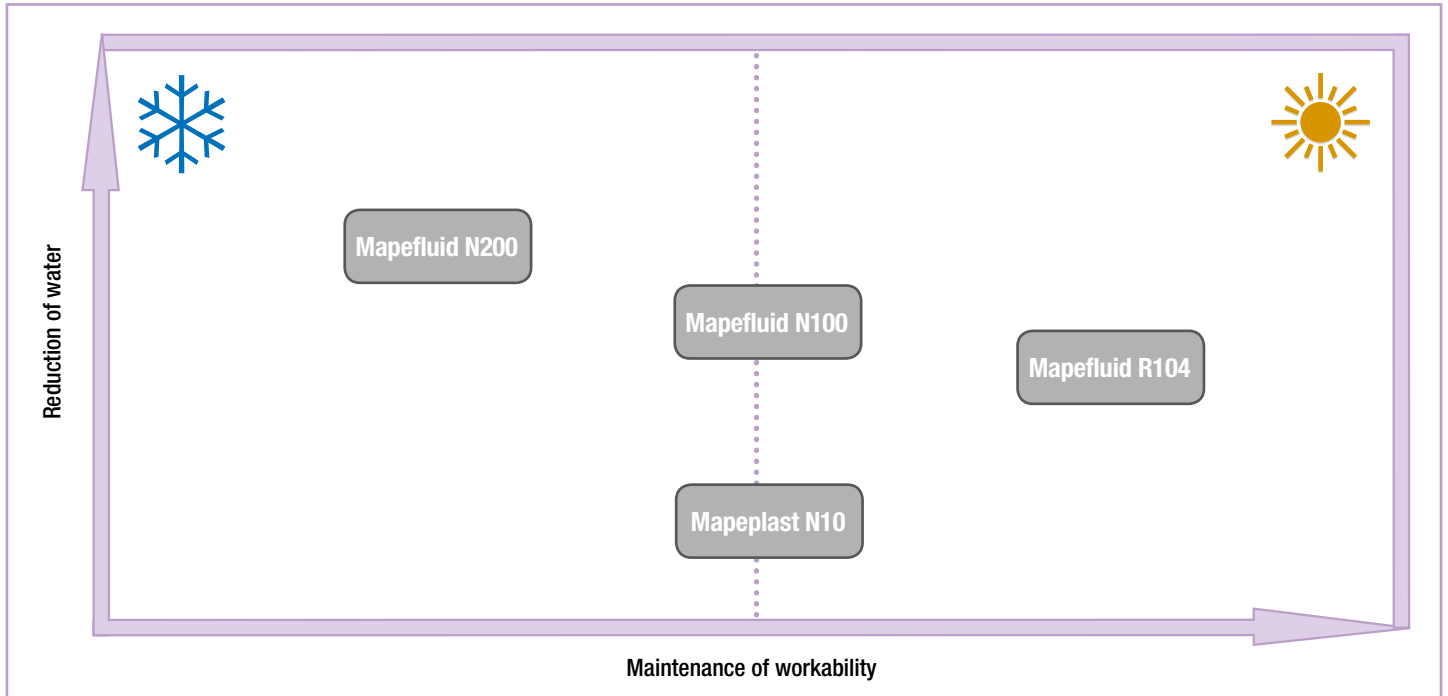 Reduction of water
Mapefluid N200
Mapefluid N100
Mapefluid R104
Mapeplast N10
Maintenance of workability